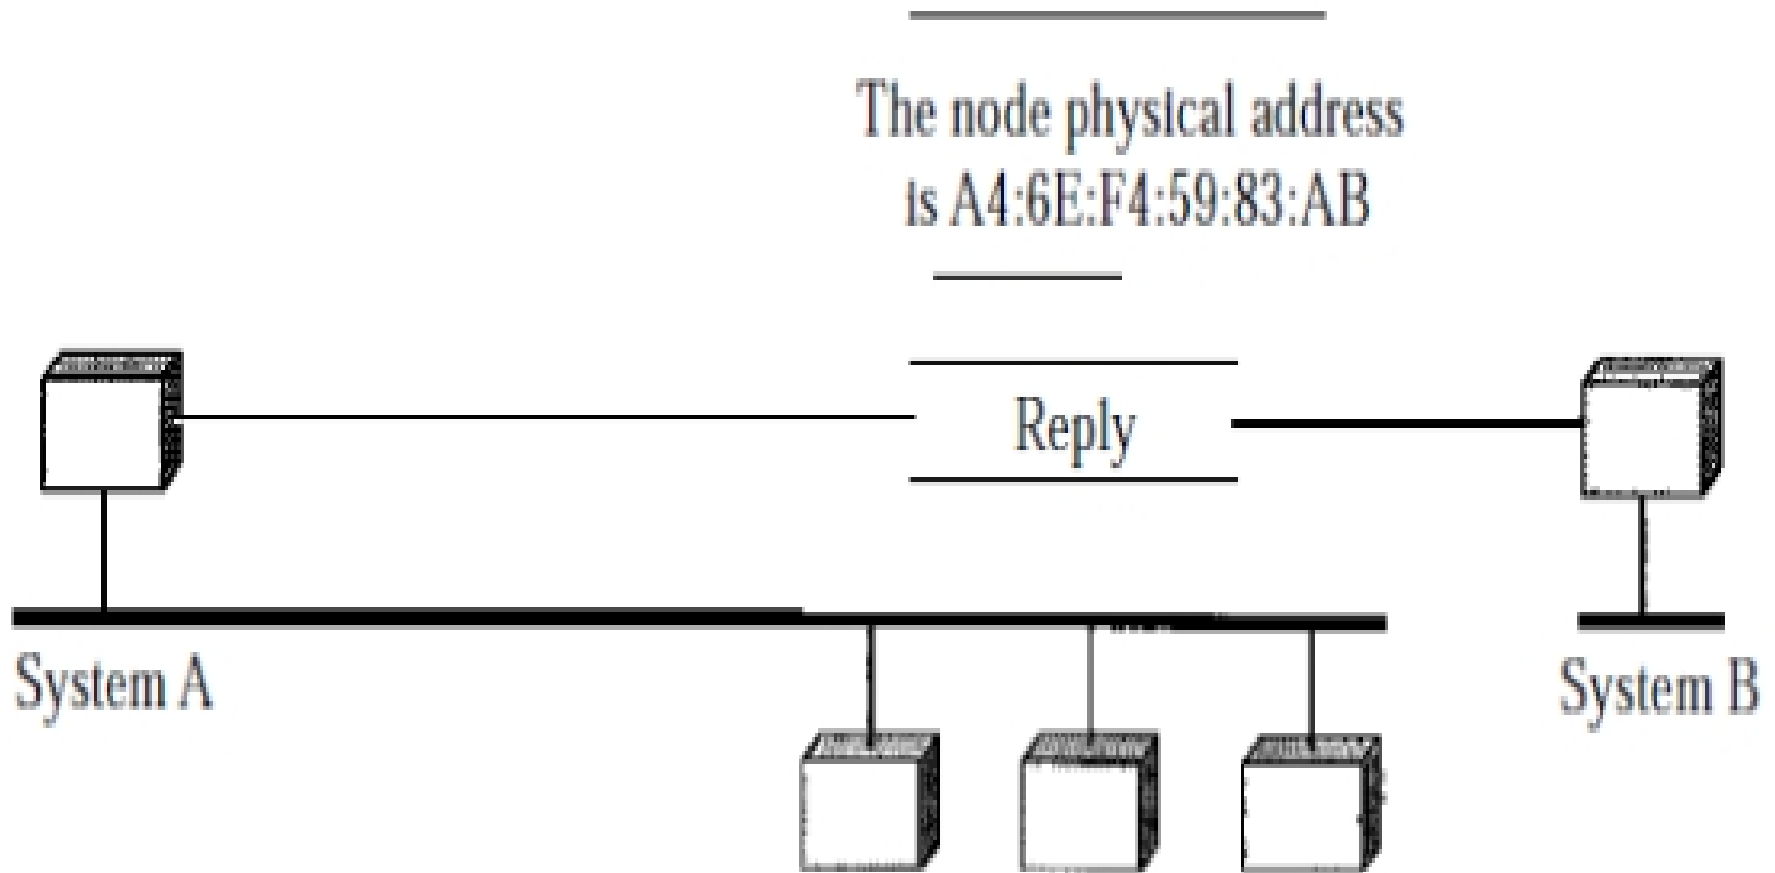 The node physical address
is A4:6E:F4:59:83:AB
Reply
System A
System B